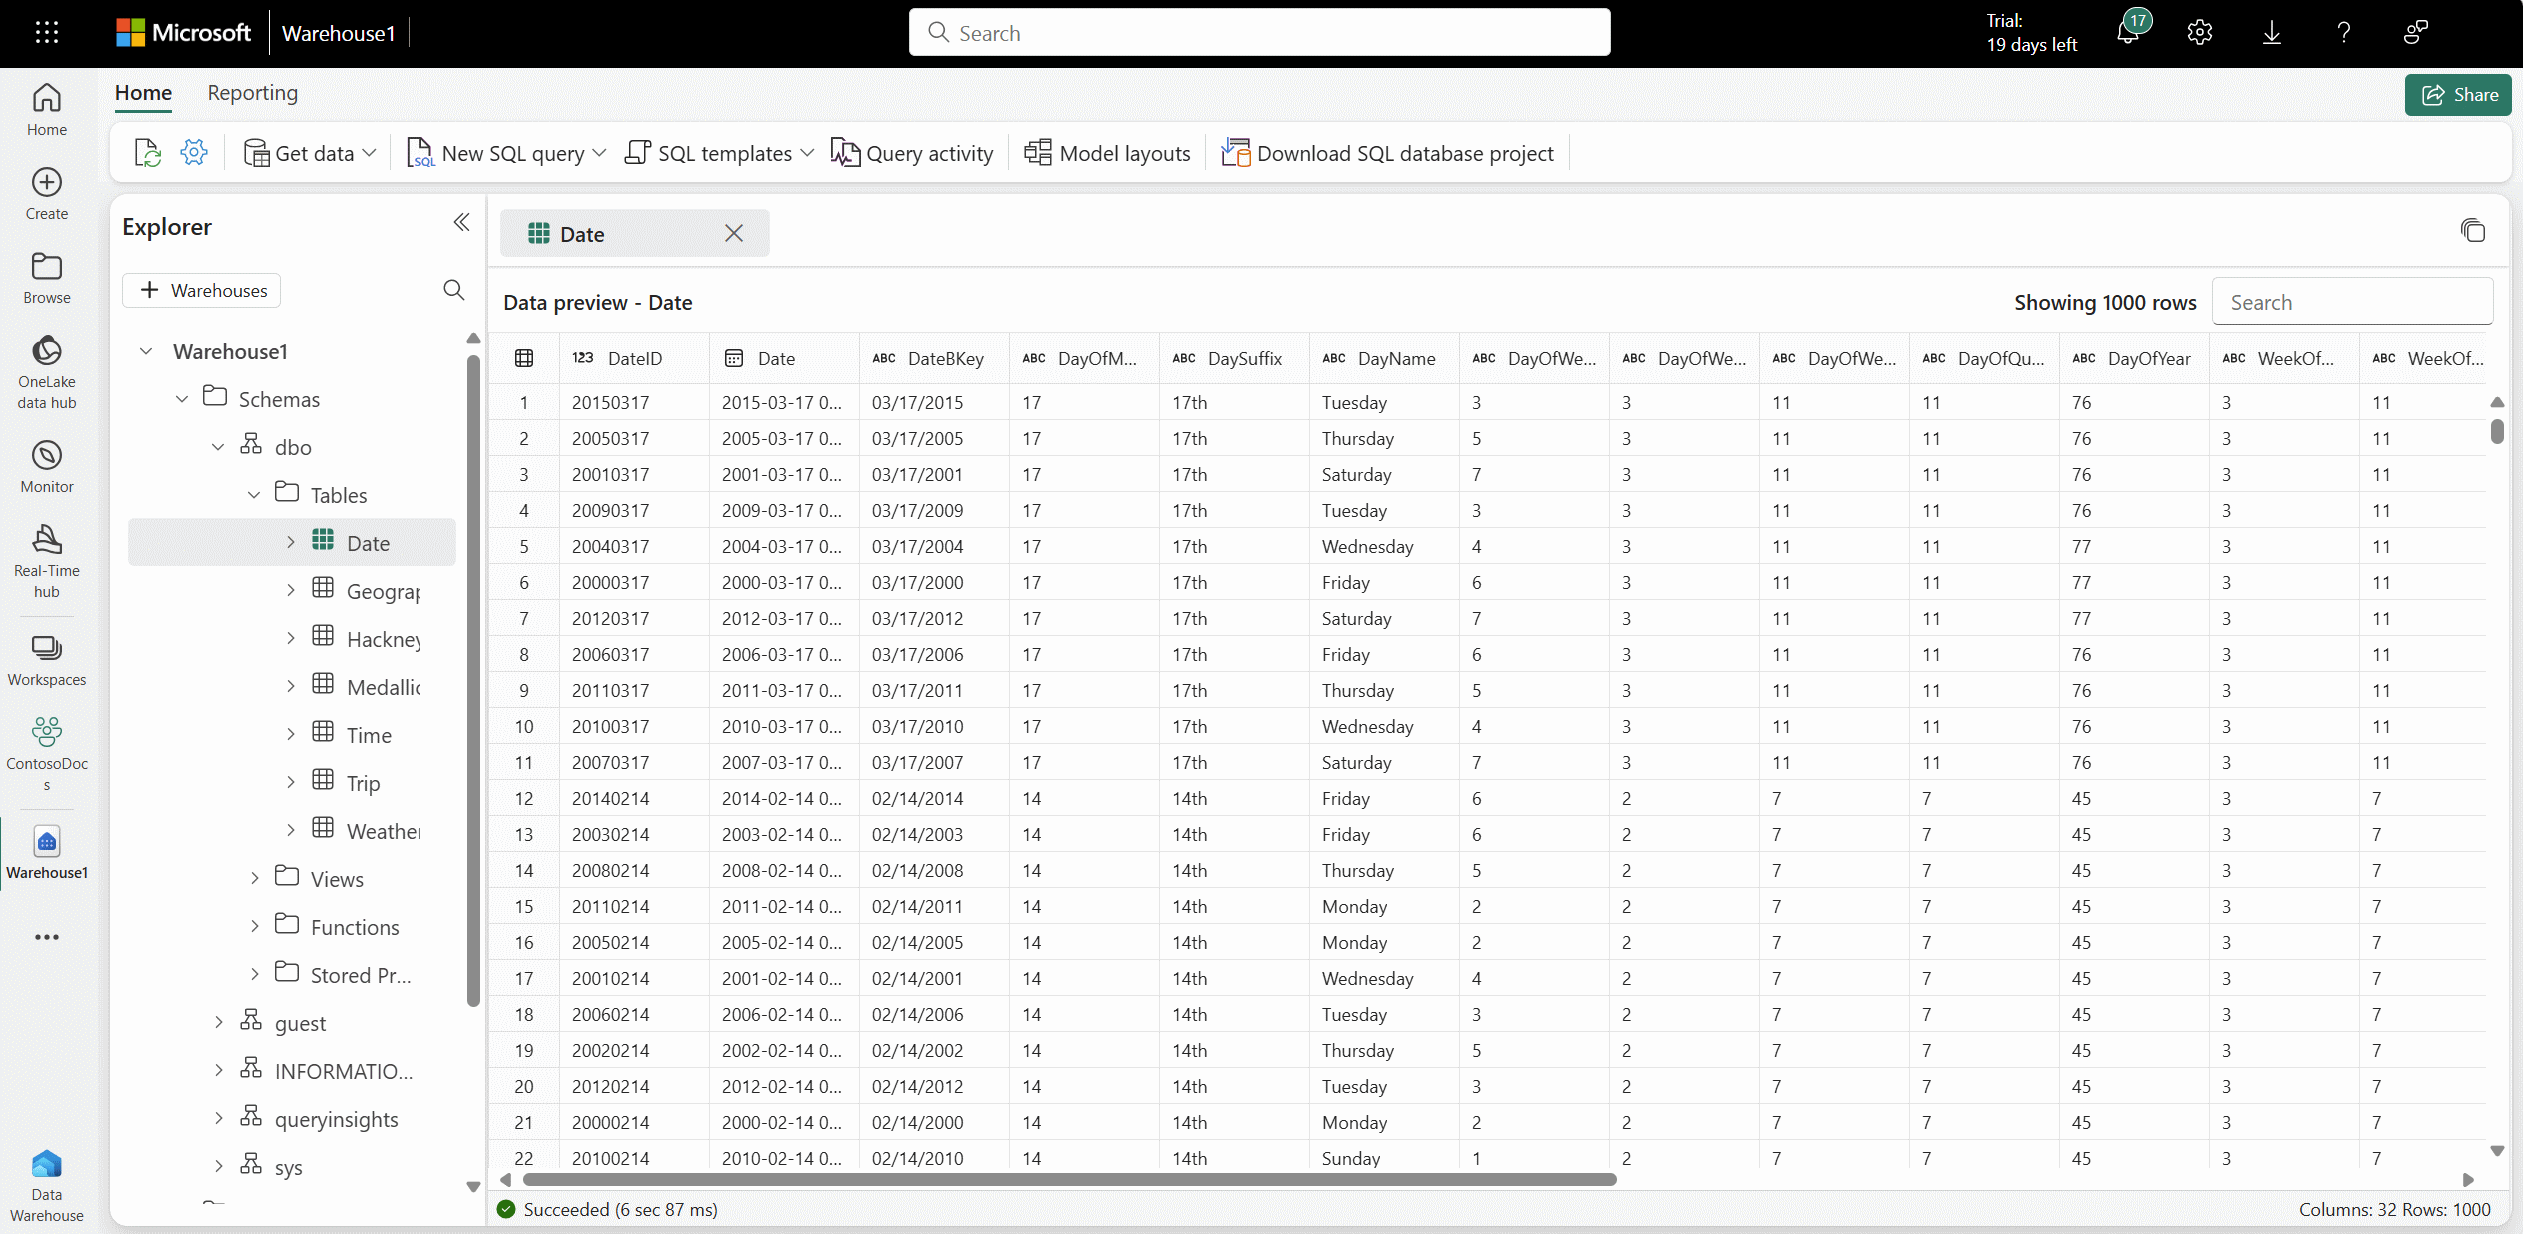 Microsoft Warehouse1 Search Trial: 17
19 days left
Home Reporting Share
Get data New SQL query SQL templates Query activity Model layouts Download SQL database project
Home
Create
Browse
OneLake
data hub
Monitor
Real-Time
hub
Workspaces
ContosoDoc
s
Warehouse1
Data
Warehouse
Explorer
Warehouses
Warehouse1
Schemas
dbo
Tables
Date
Geograp
Hackney
Medallic
Time
Trip
Weather
Views
Functions
Stored Pr...
guest
INFORMATIO...
queryinsights
sys
Date
Data preview - Date Showing 1000 rows Search
123 DateID Date ABC DateBKey ABC DayOfM... ABC DaySuffix ABC DayName ABC DayOfWe... ABC DayOfWe... ABC DayOfWe... ABC DayOfQu... ABC DayOfYear ABC WeekOf... ABC WeekOf...
1 20150317 2015-03-17 0... 03/17/2015 17 17th Tuesday 3 3 11 11 76 3 11
2 20050317 2005-03-17 0... 03/17/2005 17 17th Thursday 5 3 11 11 76 3 11
3 20010317 2001-03-17 0... 03/17/2001 17 17th Saturday 7 3 11 11 76 3 11
4 20090317 2009-03-17 0... 03/17/2009 17 17th Tuesday 3 3 11 11 76 3 11
5 20040317 2004-03-17 0... 03/17/2004 17 17th Wednesday 4 3 11 11 77 3 11
6 20000317 2000-03-17 0... 03/17/2000 17 17th Friday 6 3 11 11 77 3 11
7 20120317 2012-03-17 0... 03/17/2012 17 17th Saturday 7 3 11 11 77 3 11
8 20060317 2006-03-17 0... 03/17/2006 17 17th Friday 6 3 11 11 76 3 11
9 20110317 2011-03-17 0... 03/17/2011 17 17th Thursday 5 3 11 11 76 3 11
10 20100317 2010-03-17 0... 03/17/2010 17 17th Wednesday 4 3 11 11 76 3 11
11 20070317 2007-03-17 0... 03/17/2007 17 17th Saturday 7 3 11 11 76 3 11
12 20140214 2014-02-14 0... 02/14/2014 14 14th Friday 6 2 7 7 45 3 7
13 20030214 2003-02-14 0... 02/14/2003 14 14th Friday 6 2 7 7 45 3 7
14 20080214 2008-02-14 0... 02/14/2008 14 14th Thursday 5 2 7 7 45 3 7
15 20110214 2011-02-14 0... 02/14/2011 14 14th Monday 2 2 7 7 45 3 7
16 20050214 2005-02-14 0... 02/14/2005 14 14th Monday 2 2 7 7 45 3 7
17 20010214 2001-02-14 0... 02/14/2001 14 14th Wednesday 4 2 7 7 45 3 7
18 20060214 2006-02-14 0... 02/14/2006 14 14th Tuesday 3 2 7 7 45 3 7
19 20020214 2002-02-14 0... 02/14/2002 14 14th Thursday 5 2 7 7 45 3 7
20 20120214 2012-02-14 0... 02/14/2012 14 14th Tuesday 3 2 7 7 45 3 7
21 20000214 2000-02-14 0... 02/14/2000 14 14th Monday 2 2 7 7 45 3 7
22 20100214 2010-02-14 0... 02/14/2010 14 14th Sunday 1 2 7 7 45 3 7
Succeeded (6 sec 87 ms) Columns: 32 Rows: 1000